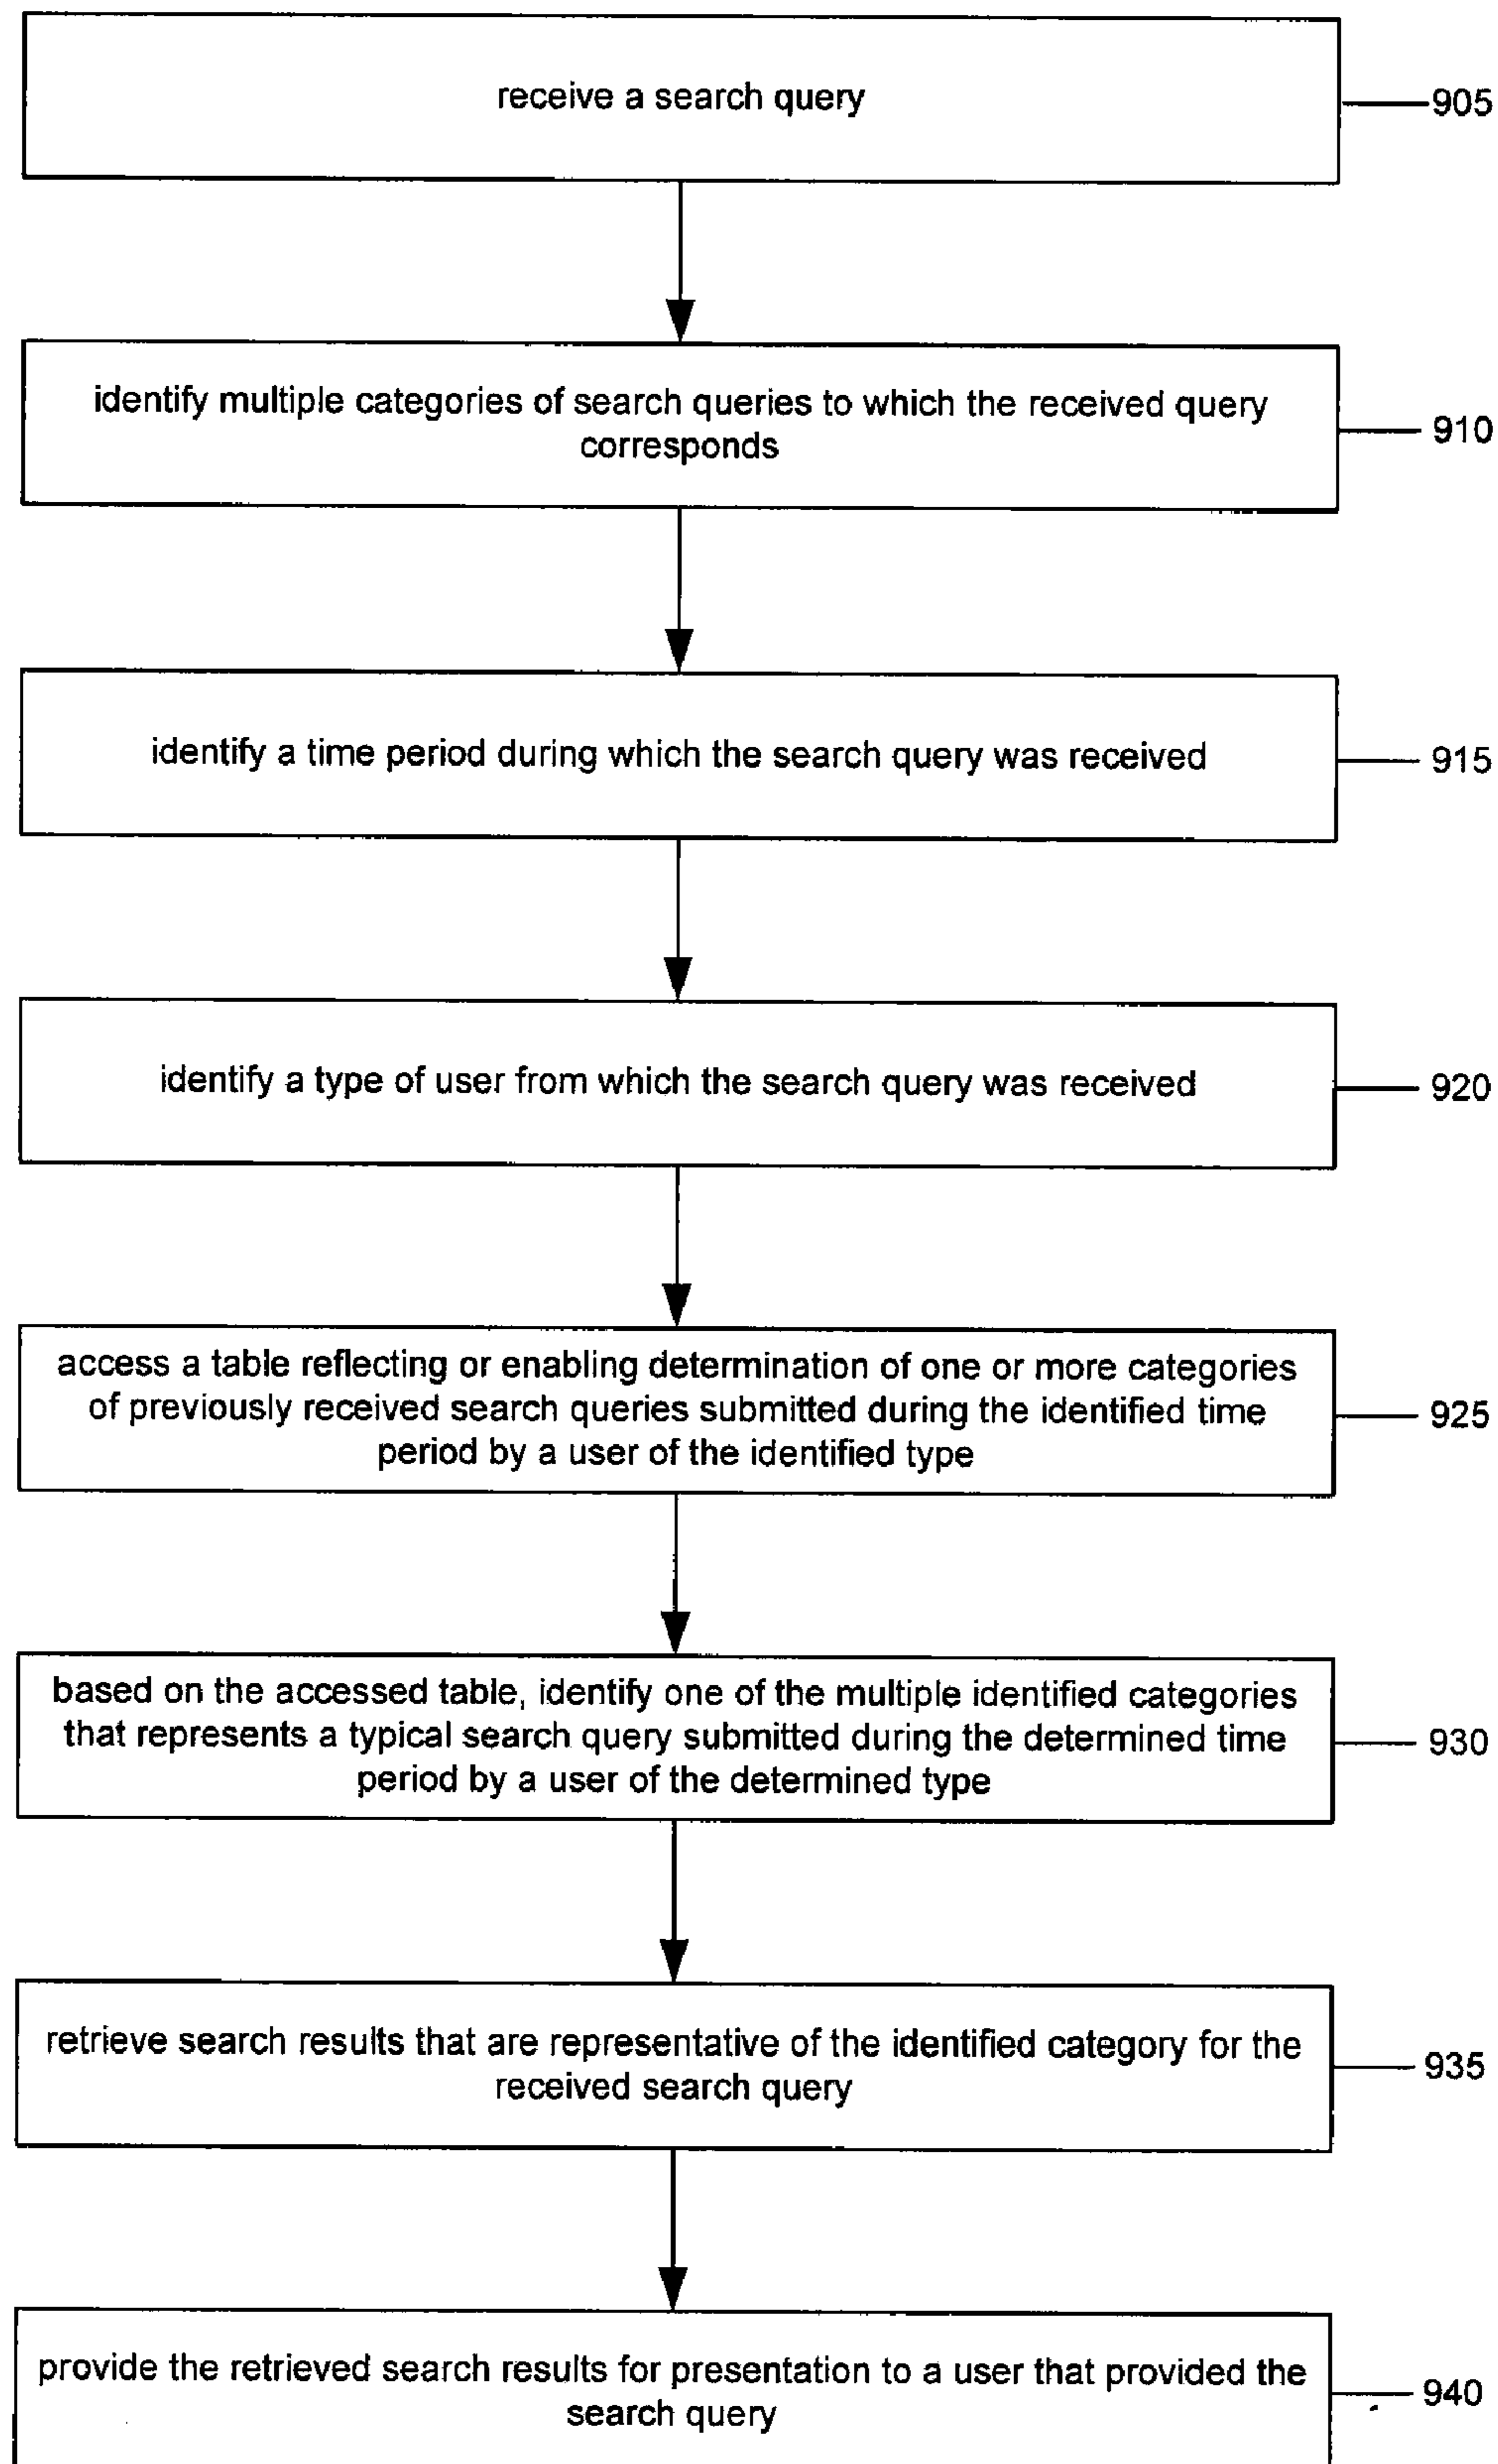 receive a search query
905
identify multiple categories of search queries to which the received query
corresponds
910
identify a time period during which the search query was received
915
identify a type of user from which the search query was received
920
access a table reflecting or enabling determination of one or more categories
of previously received search queries submitted during the identified time
period by a user of the identified type
925
based on the accessed table, identify one of the multiple identified categories
that represents a typical search query submitted during the determined time
period by a user of the determined type
930
retrieve search results that are representative of the identified category for the
received search query
935
provide the retrieved search results for presentation to a user that provided the
search query
940